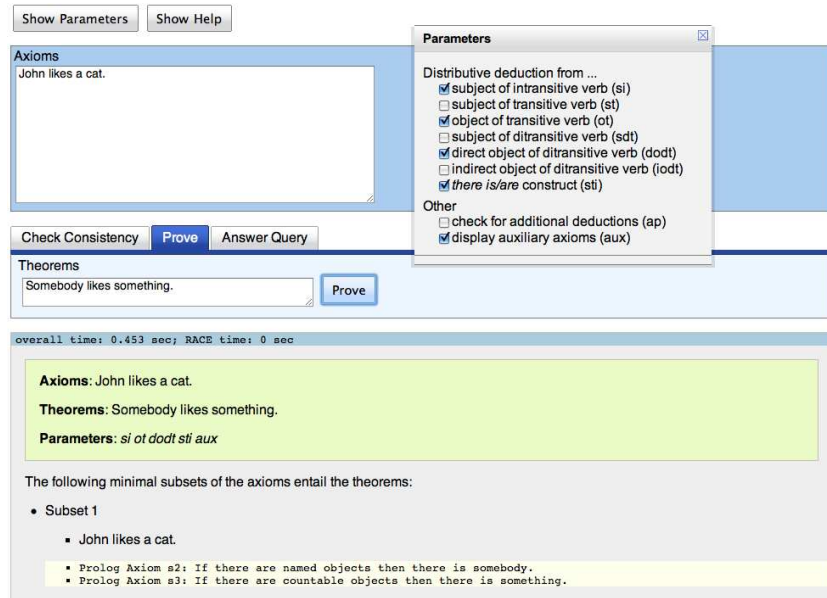 Show Parameters
Show Help
Parameters
Distributive deduction from ...
subject of intransitive verb (si)
subject of transitive verb (st)
object of transitive verb (ot)
subject of ditransitive verb (sdt)
direct object of ditransitive verb (dodt)
indirect object of ditransitive verb (iodt)
there is/are construct (sti)
Other
check for additional deductions (ap)
display auxiliary axioms (aux)
Axioms
John likes a cat.
Check Consistency
Prove
Answer Query
Theorems
Somebody likes something.
Prove
overall time: 0.453 sec; RACE time: 0 sec
Axioms: John likes a cat.
Theorems: Somebody likes something.
Parameters: si ot dodt sti aux
The following minimal subsets of the axioms entail the theorems:
• Subset 1
▪ John likes a cat.
▪ Prolog Axiom s2: If there are named objects then there is somebody.
▪ Prolog Axiom s3: If there are countable objects then there is something.